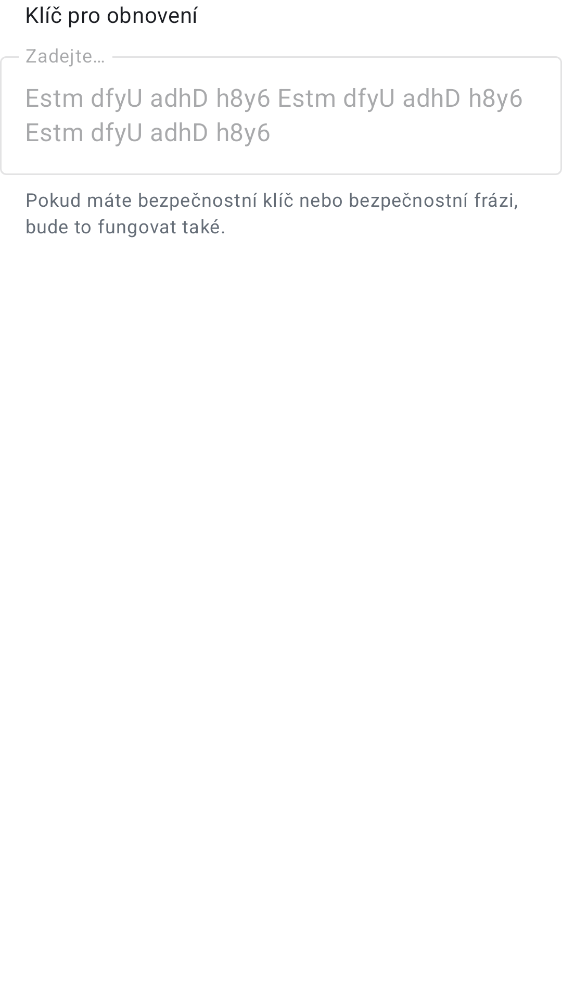 Klíč pro obnovení
Zadejte…
Estm dfyU adhD h8y6 Estm dfyU adhD h8y6
Estm dfyU adhD h8y6
Pokud máte bezpečnostní klíč nebo bezpečnostní frázi,
bude to fungovat také.